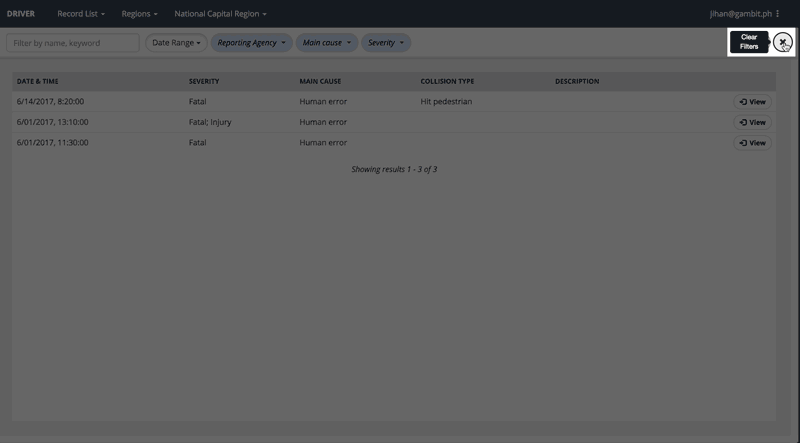 DRIVER Record List Regions National Capital Region jihan@gambit.ph
Filter by name, keyword Date Range Reporting Agency Main cause Severity Clear
Filters
DATE & TIME SEVERITY MAIN CAUSE COLLISION TYPE DESCRIPTION
6/14/2017, 8:20:00 Fatal Human error Hit pedestrian View
6/01/2017, 13:10:00 Fatal; Injury Human error View
6/01/2017, 11:30:00 Fatal Human error View
Showing results 1 - 3 of 3